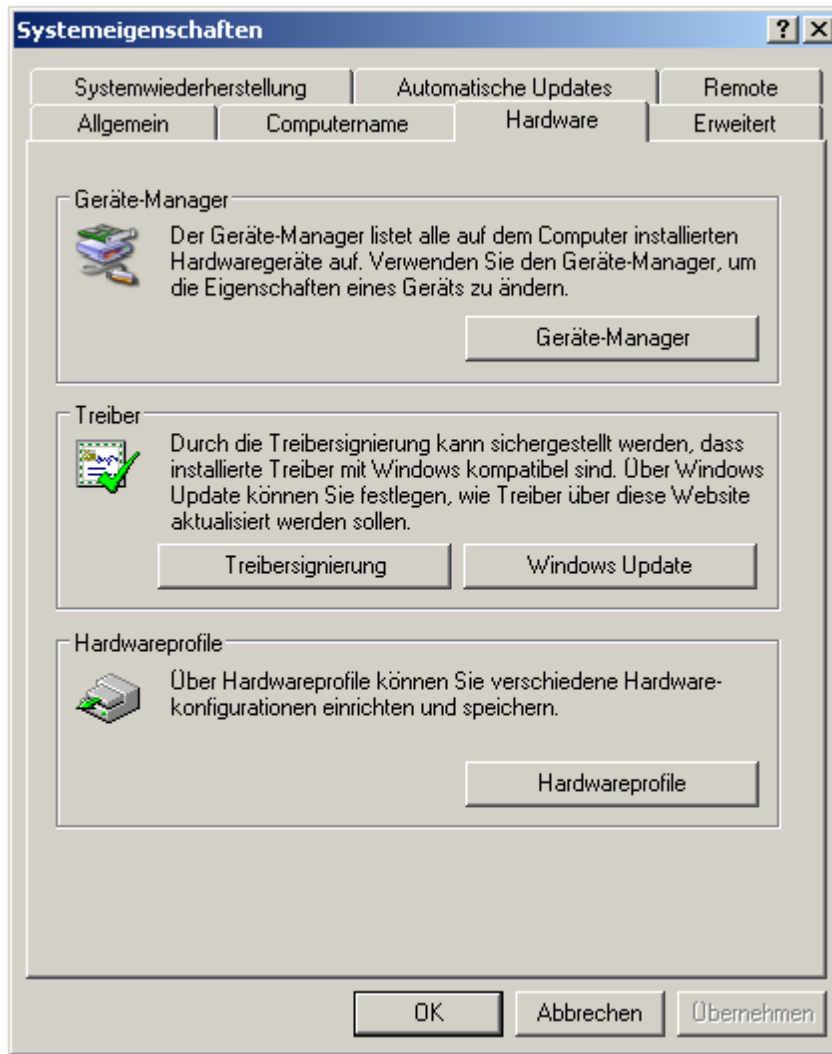 Systemeigenschaften
Systemwiederherstellung Automatische Updates Remote
Allgemein Computername Hardware Erweitert
Geräte-Manager
Der Geräte-Manager listet alle auf dem Computer installierten
Hardwaregeräte auf. Verwenden Sie den Geräte-Manager, um
die Eigenschaften eines Geräts zu ändern.
Geräte-Manager
Treiber
Durch die Treibersignierung kann sichergestellt werden, dass
installierte Treiber mit Windows kompatibel sind. Über Windows
Update können Sie festlegen, wie Treiber über diese Website
aktualisiert werden sollen.
Treibersignierung Windows Update
Hardwareprofile
Über Hardwareprofile können Sie verschiedene Hardware-
konfigurationen einrichten und speichern.
Hardwareprofile
OK Abbrechen Übernehmen